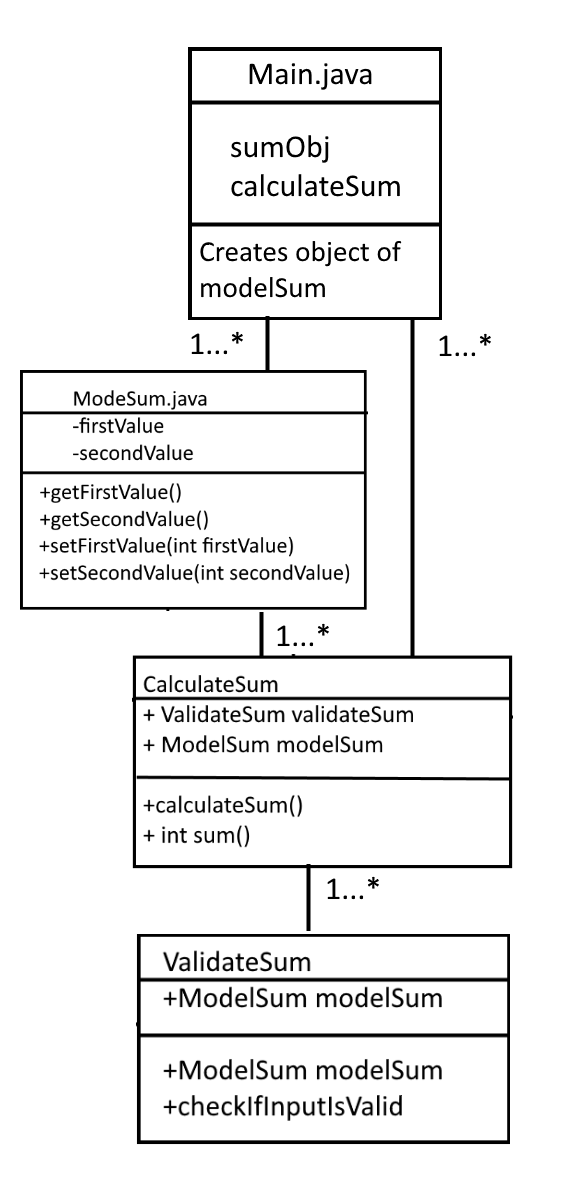 Main.java
sumObj
calculateSum
Creates object of
modelSum
1...*
1...*
ModeSum.java
-firstValue
-secondValue
+getFirstValue()
+getSecondValue()
+setFirstValue(int firstValue)
+setSecondValue(int secondValue)
1...*
CalculateSum
+ ValidateSum validateSum
+ ModelSum modelSum
+calculateSum()
+ int sum()
1...*
ValidateSum
+ModelSum modelSum
+ModelSum modelSum
+checkIfInputIsValid